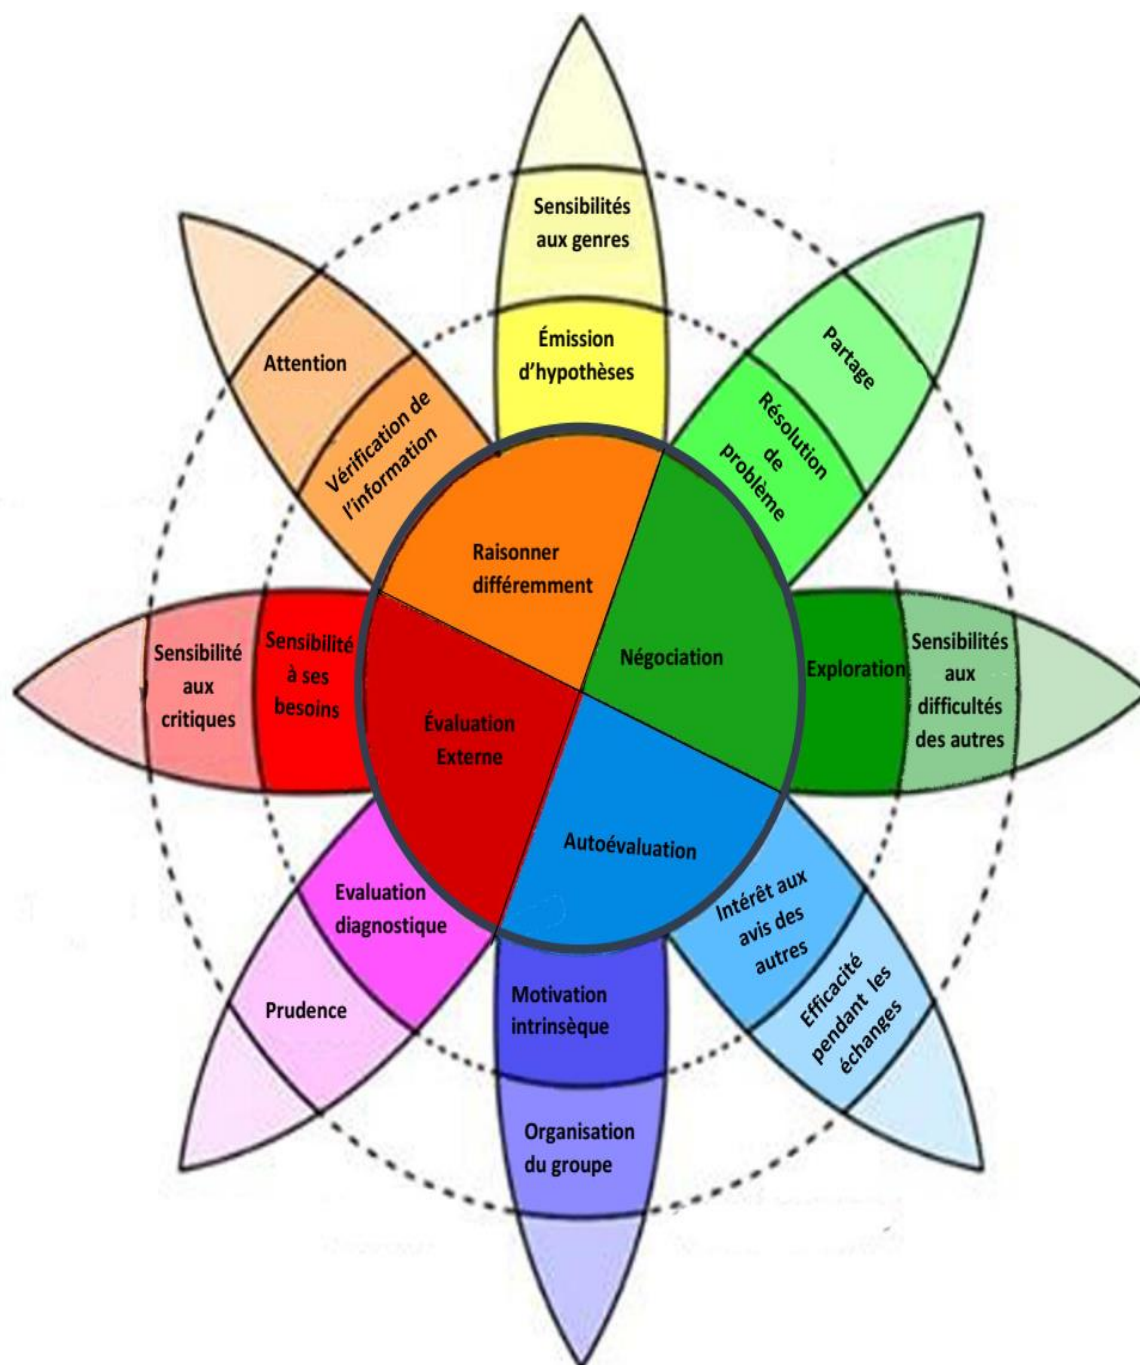 Sensibilités
aux genres
Émission
d'hypothèses
Partage
Résolution
de
problème
Attention
Vérification de
l'information
Raisonner
différemment
Négociation
Exploration
Sensibilités
aux
difficultés
des autres
Sensibilité
aux
critiques
Sensibilité
à ses
besoins
Évaluation
Externe
Autoévaluation
Evaluation
diagnostique
Prudence
Motivation
intrinsèque
Organisation
du groupe
Intérêt aux
avis des
autres
Efficacité
pendant les
échanges